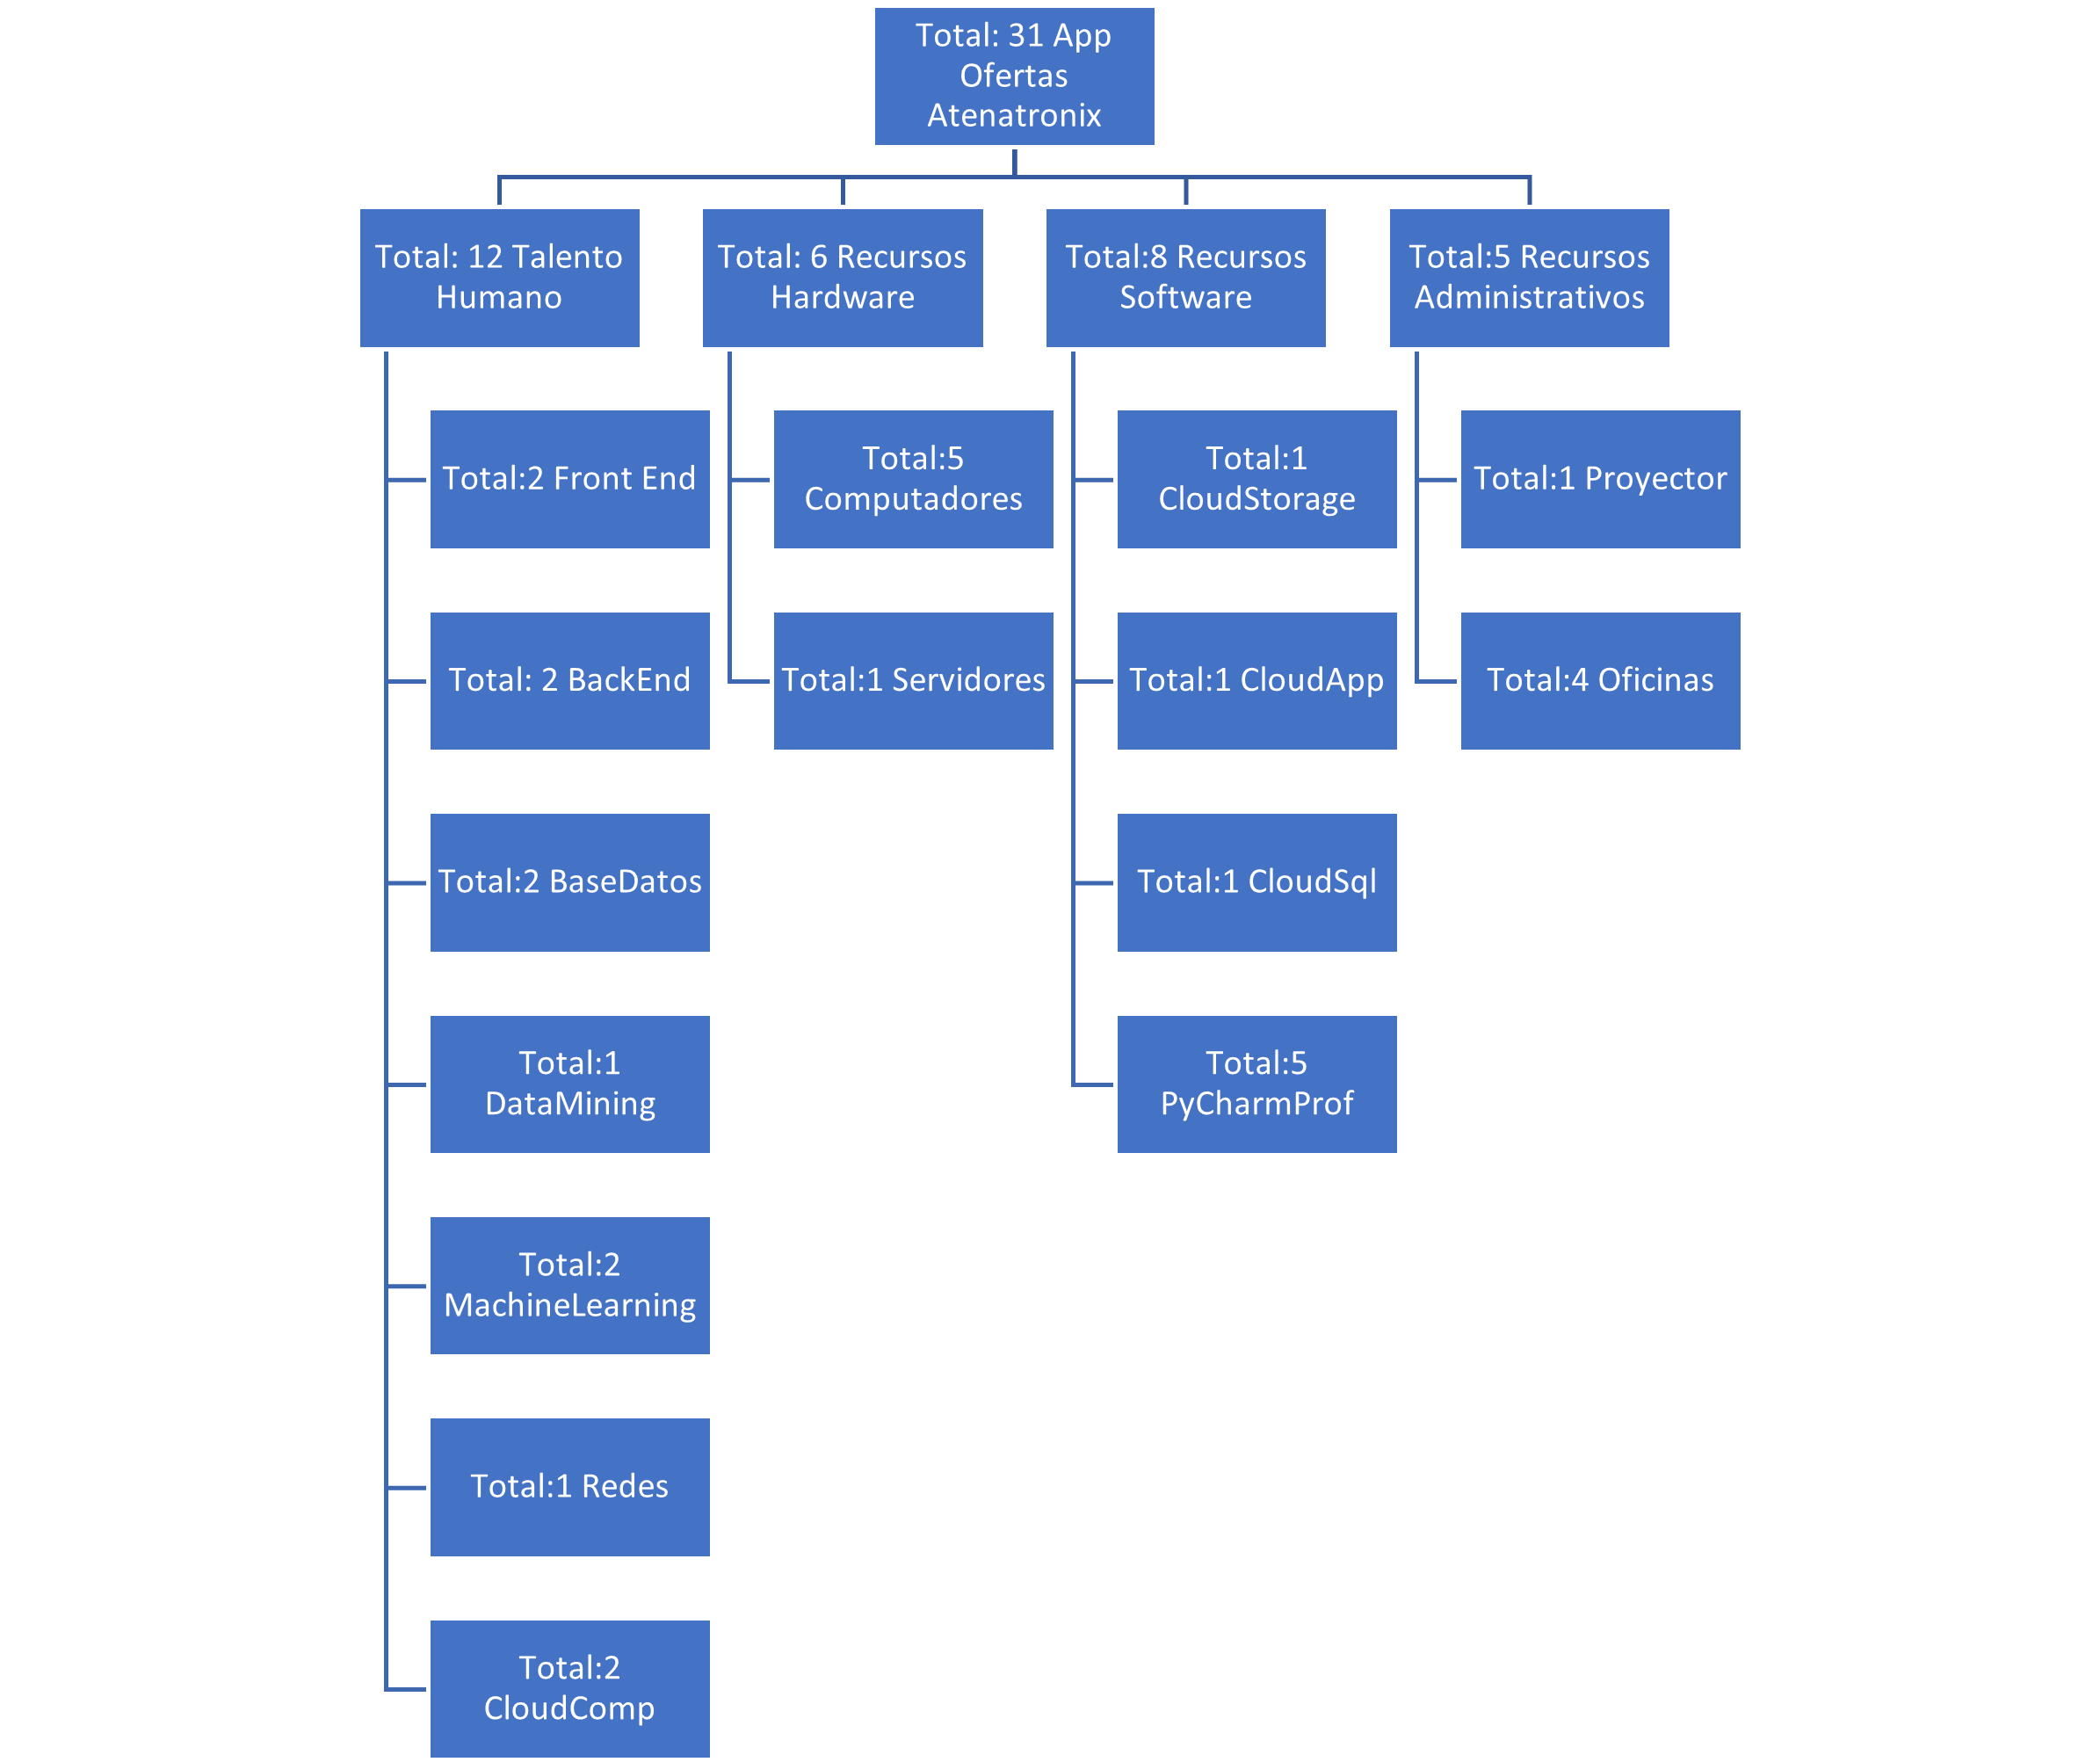 Total: 31 App
Ofertas
Atenatronix
Total: 12 Talento
Humano
Total: 6 Recursos
Hardware
Total:8 Recursos
Software
Total:5 Recursos
Administrativos
Total:2 Front End
Total: 2 BackEnd
Total:2 BaseDatos
Total:1
DataMining
Total:2
MachineLearning
Total:1 Redes
Total:2
CloudComp
Total:5
Computadores
Total:1 Servidores
Total:1
CloudStorage
Total:1 CloudApp
Total:1 CloudSql
Total:5
PyCharmProf
Total:1 Proyector
Total:4 Oficinas